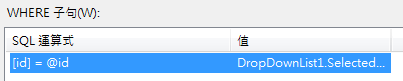 WHERE 子句(W):
SQL 運算式 值
[id] = @id DropDownList1.Selected...